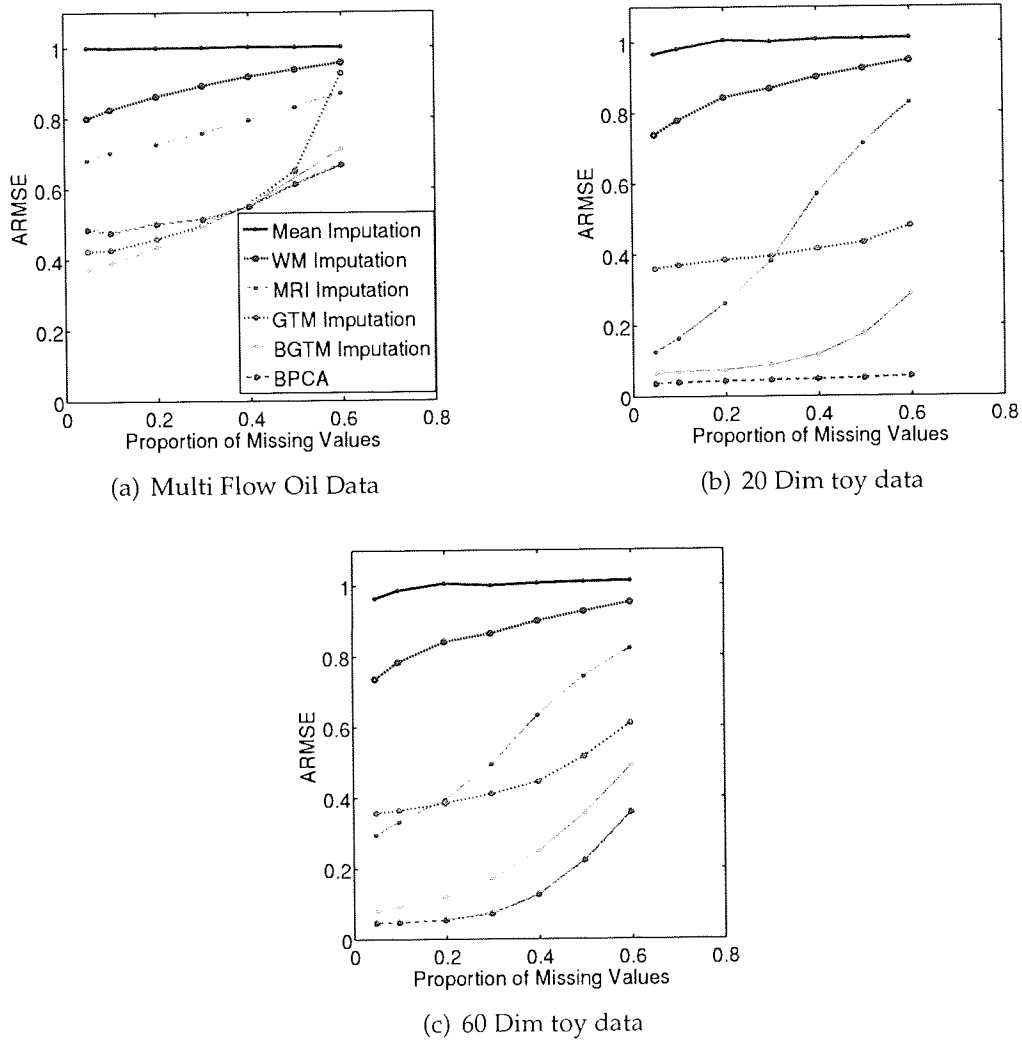 1
0.8
0.6
0.4
0.2
0
ARMSE
Mean Imputation
WM Imputation
MRI Imputation
GTM Imputation
BGTM Imputation
BPCA
0 0.2 0.4 0.6 0.8
Proportion of Missing Values
(a) Multi Flow Oil Data
1
0.8
0.6
0.4
0.2
0
ARMSE
0 0.2 0.4 0.6 0.8
Proportion of Missing Values
(b) 20 Dim toy data
1
0.8
0.6
0.4
0.2
0
ARMSE
0 0.2 0.4 0.6 0.8
Proportion of Missing Values
(c) 60 Dim toy data